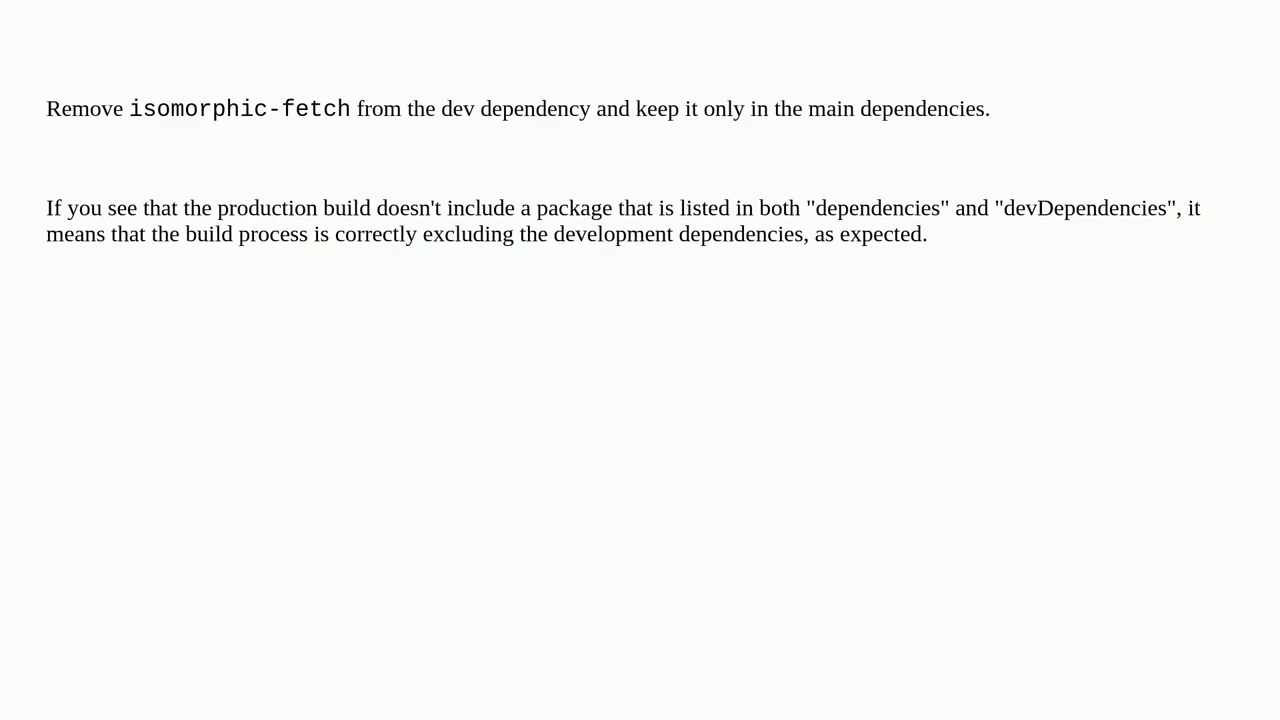 Remove isomorphic-fetch from the dev dependency and keep it only in the main dependencies.
If you see that the production build doesn't include a package that is listed in both "dependencies" and "devDependencies", it
means that the build process is correctly excluding the development dependencies, as expected.